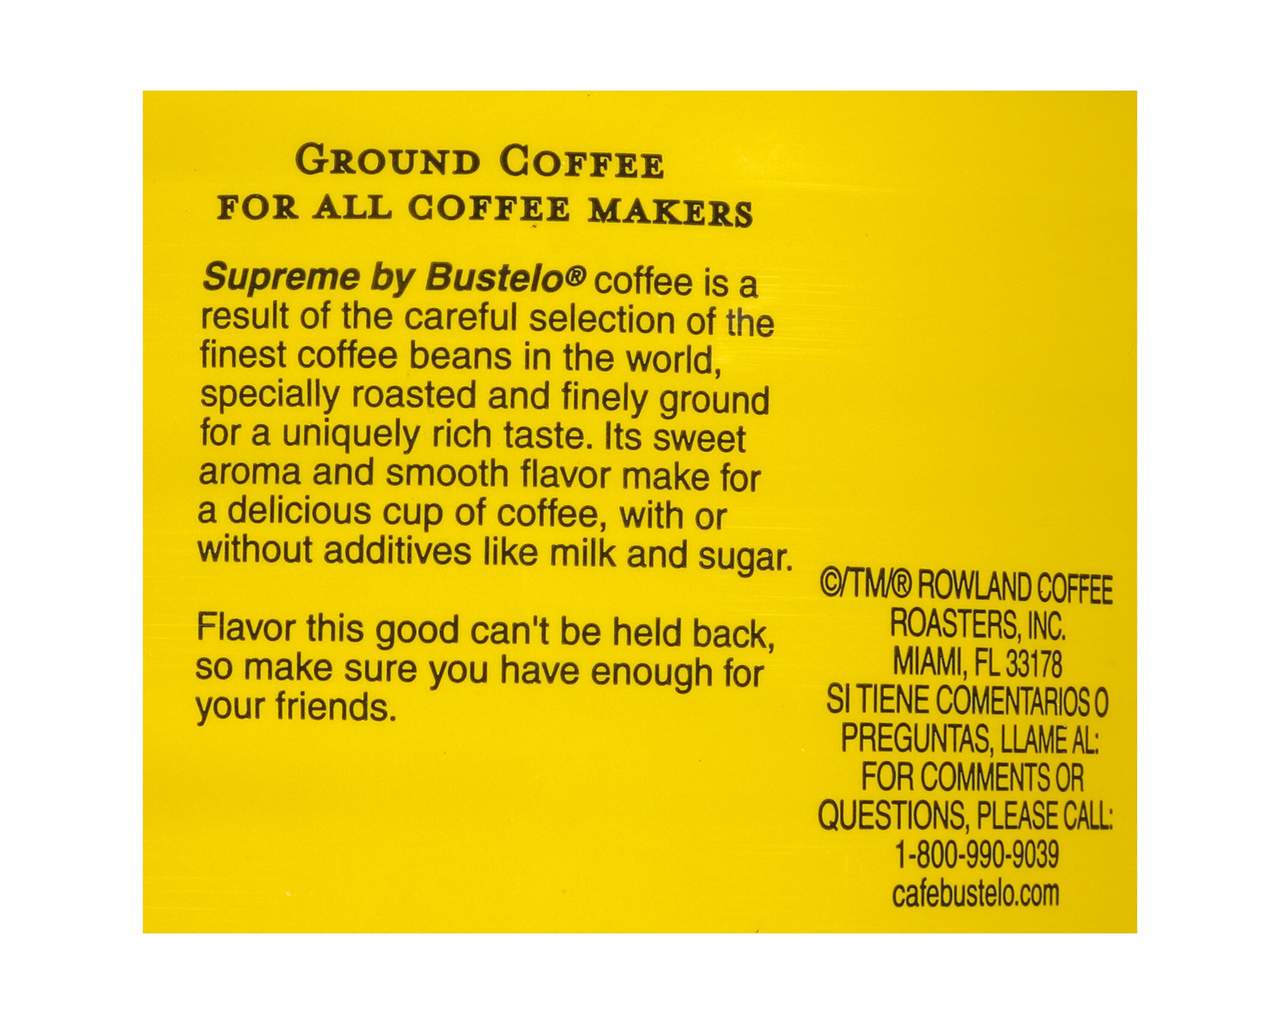 GROUND COFFEE
FOR ALL COFFEE MAKERS
Supreme by Bustelo® coffee is a
result of the careful selection of the
finest coffee beans in the world,
specially roasted and finely ground
for a uniquely rich taste. Its sweet
aroma and smooth flavor make for
a delicious cup of coffee, with or
without additives like milk and sugar.
Flavor this good can't be held back,
so make sure you have enough for
your friends.
©/TM/® ROWLAND COFFEE
ROASTERS, INC.
MIAMI, FL 33178
SI TIENE COMENTARIOS O
PREGUNTAS, LLAME AL:
FOR COMMENTS OR
QUESTIONS, PLEASE CALL:
1-800-990-9039
cafebustelo.com